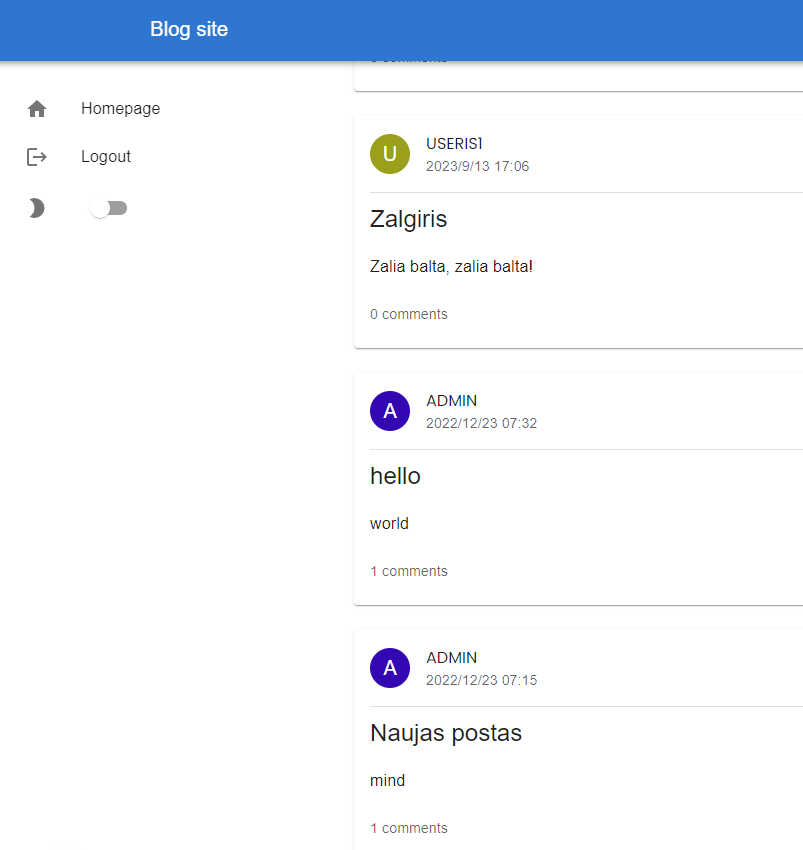 Blog site
Homepage
Logout
U
USERIS1
2023/9/13 17:06
Zalgiris
Zalia balta, zalia balta!
0 comments
A
ADMIN
2022/12/23 07:32
hello
world
1 comments
A
ADMIN
2022/12/23 07:15
Naujas postas
mind
1 comments